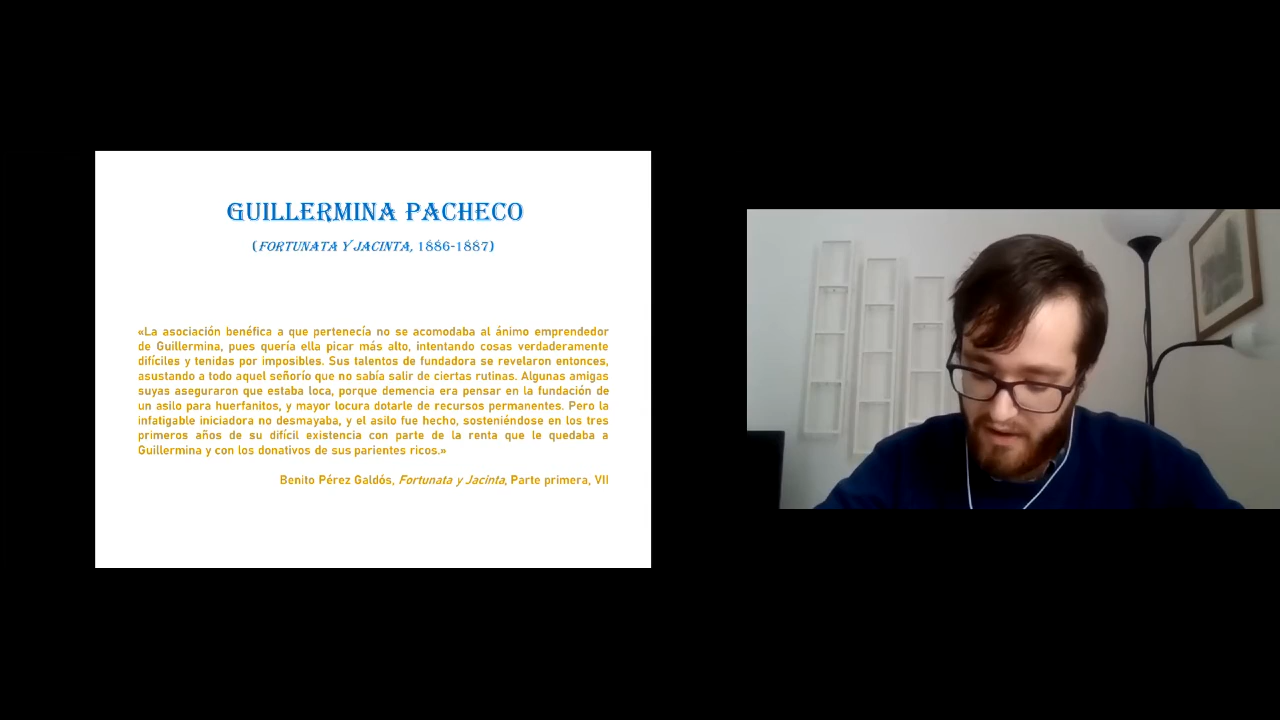 GUILLERMINA PACHECO
(FORTUNATA Y JACINTA, 1886-1887)
«La asociación benéfica a que pertenecía no se acomodaba al ánimo emprendedor
de Guillermina, pues quería ella picar más alto, intentando cosas verdaderamente
difíciles y tenidas por imposibles. Sus talentos de fundadora se revelaron entonces,
asustando a todo aquel señorío que no sabía salir de ciertas rutinas. Algunas amigas
suyas aseguraron que estaba loca, porque demencia era pensar en la fundación de
un asilo para huerfanitos, y mayor locura dotarle de recursos permanentes. Pero la
infatigable iniciadora no desmayaba, y el asilo fue hecho, sosteniéndose en los tres
primeros años de su difícil existencia con parte de la renta que le quedaba a
Guillermina y con los donativos de sus parientes ricos.»
Benito Pérez Galdós, Fortunata y Jacinta, Parte primera, VII